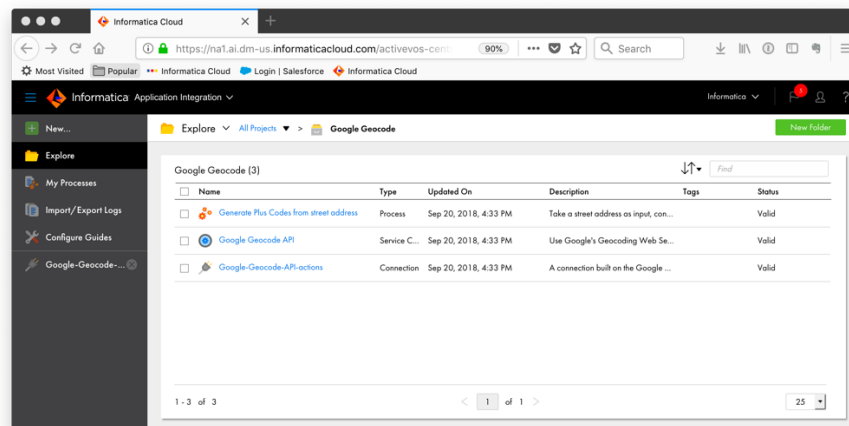 Informatica Cloud
https://na1.ai.dm-us.informaticacloud.com/activevos-cent 90% Search
Most Visited Popular Informatica Cloud Login | Salesforce Informatica Cloud
Informatica Application Integration Informatica 5 ?
New... Explore All Projects > Google Geocode New Folder
Explore
My Processes
Import/Export Logs
Configure Guides
Google-Geocode-...
Google Geocode (3) Find
Name Type Updated On Description Tags Status
Generate Plus Codes from street address Process Sep 20, 2018, 4:33 PM Take a street address as input, con... Valid
Google Geocode API Service C... Sep 20, 2018, 4:33 PM Use Google's Geocoding Web Se... Valid
Google-Geocode-API-actions Connection Sep 20, 2018, 4:33 PM A connection built on the Google ... Valid
1 - 3 of 3 < 1 of 1 > 25